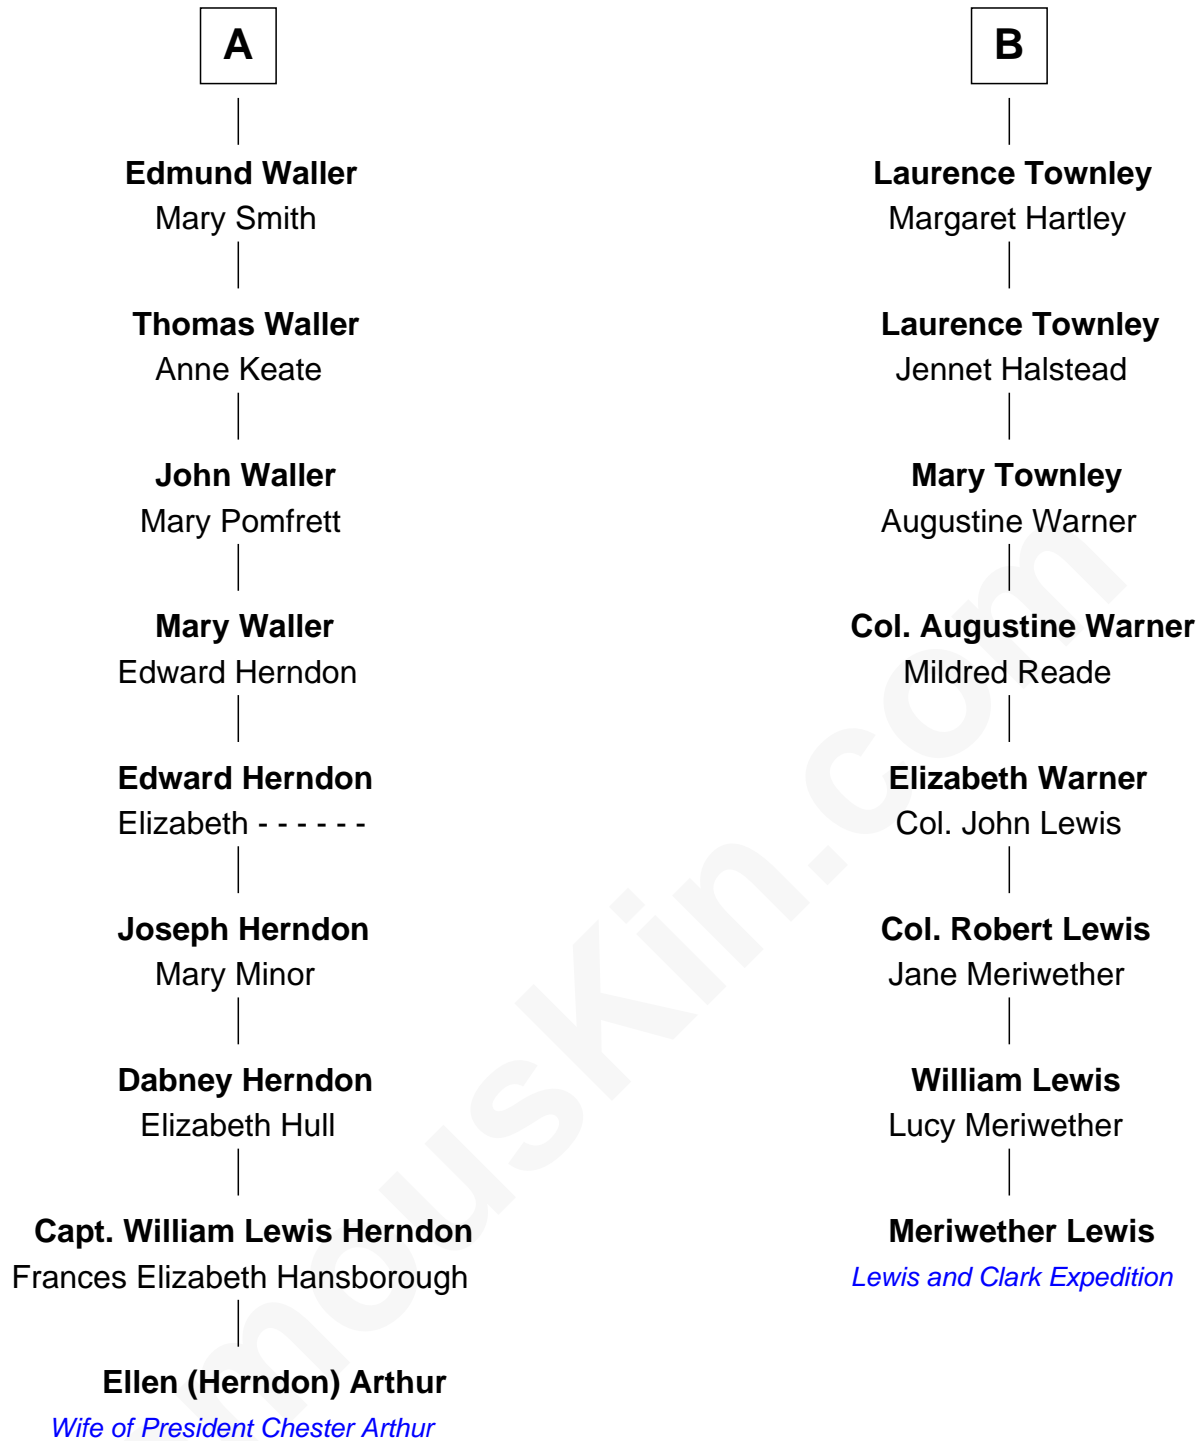 A
Edmund Waller
Mary Smith
Thomas Waller
Anne Keate
John Waller
Mary Pomfrett
Mary Waller
Edward Herndon
Edward Herndon
Elizabeth - - - - - -
Joseph Herndon
Mary Minor
Dabney Herndon
Elizabeth Hull
Capt. William Lewis Herndon
Frances Elizabeth Hansborough
Ellen (Herndon) Arthur
Wife of President Chester Arthur
B
Laurence Townley
Margaret Hartley
Laurence Townley
Jennet Halstead
Mary Townley
Augustine Warner
Col. Augustine Warner
Mildred Reade
Elizabeth Warner
Col. John Lewis
Col. Robert Lewis
Jane Meriwether
William Lewis
Lucy Meriwether
Meriwether Lewis
Lewis and Clark Expedition
mousKin.com